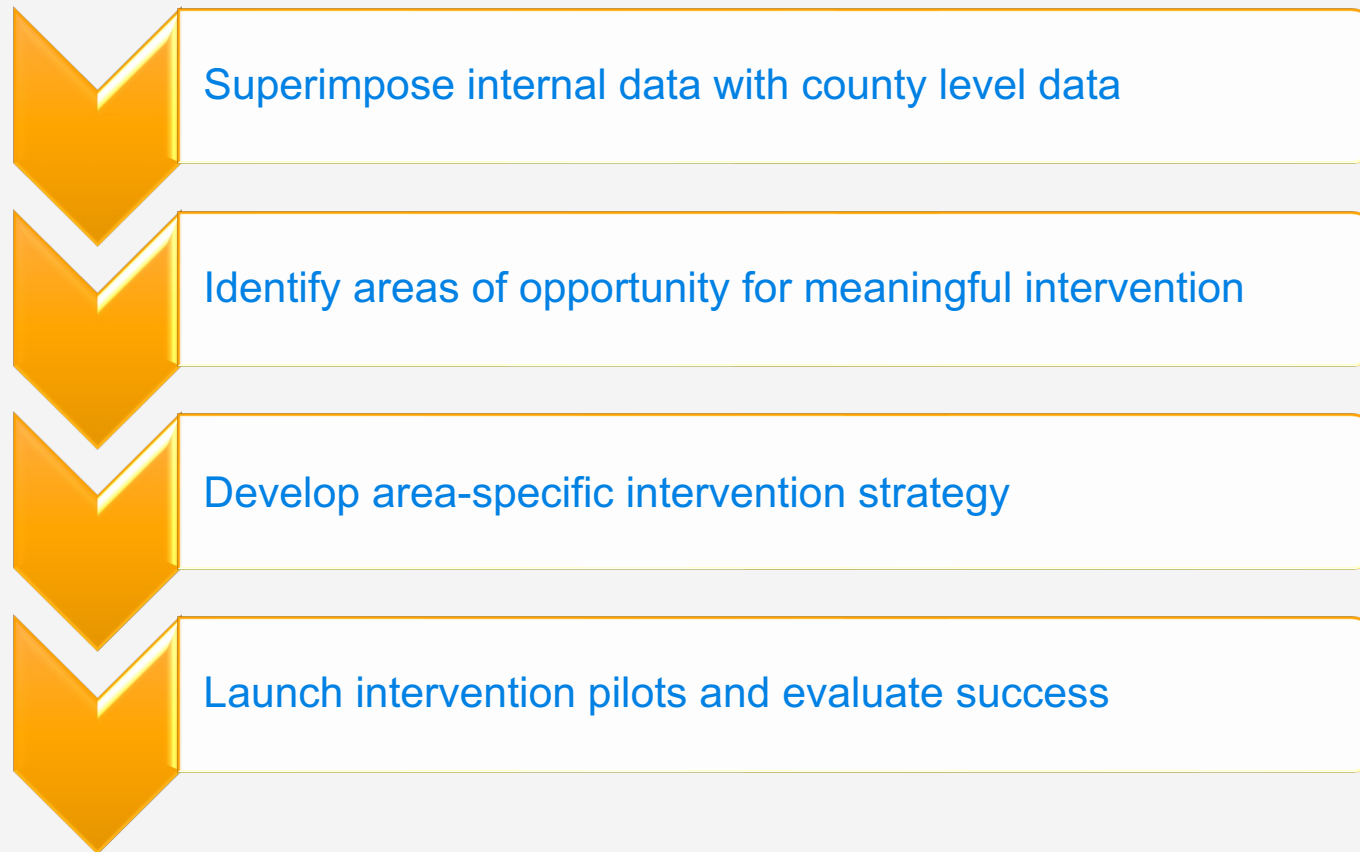 Superimpose internal data with county level data
Identify areas of opportunity for meaningful intervention
Develop area-specific intervention strategy
Launch intervention pilots and evaluate success